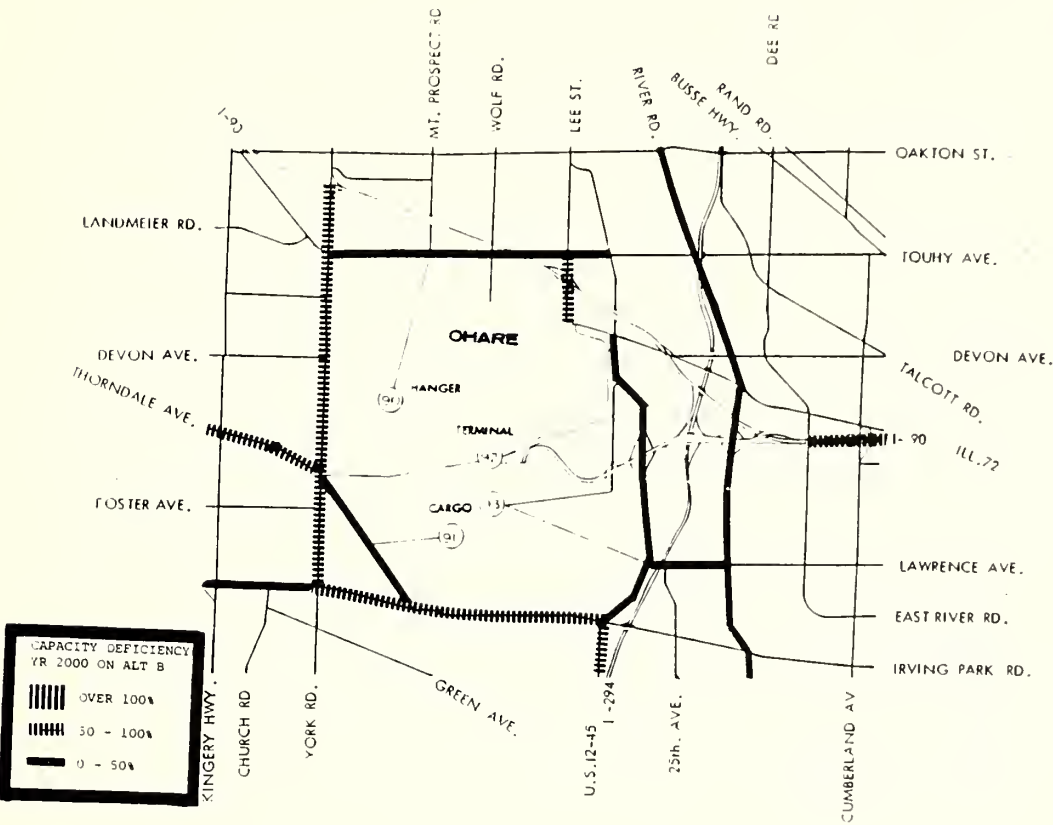 I-90
MT. PROSPECT RD
WOLF RD.
LEE ST.
RIVER RD.
BUSSE HWY.
RAND RD.
DEE RD
OAKTON ST.
LANDMEIER RD.
TOUHY AVE.
OHARE
DEVON AVE.
DEVON AVE.
THORNDALE AVE.
HANGER
(90)
TALCOTT RD.
TERMINAL
I-90
ILL.72
FOSTER AVE.
CARGO
(91)
LAWRENCE AVE.
EAST RIVER RD.
IRVING PARK RD.
CAPACITY DEFICIENCY
YR 2000 ON ALT B
OVER 100%
50 - 100%
0 - 50%
KINGERY HWY.
CHURCH RD
YORK RD.
GREEN AVE.
U.S.12-45
I-294
25th. AVE.
CUMBERLAND AV